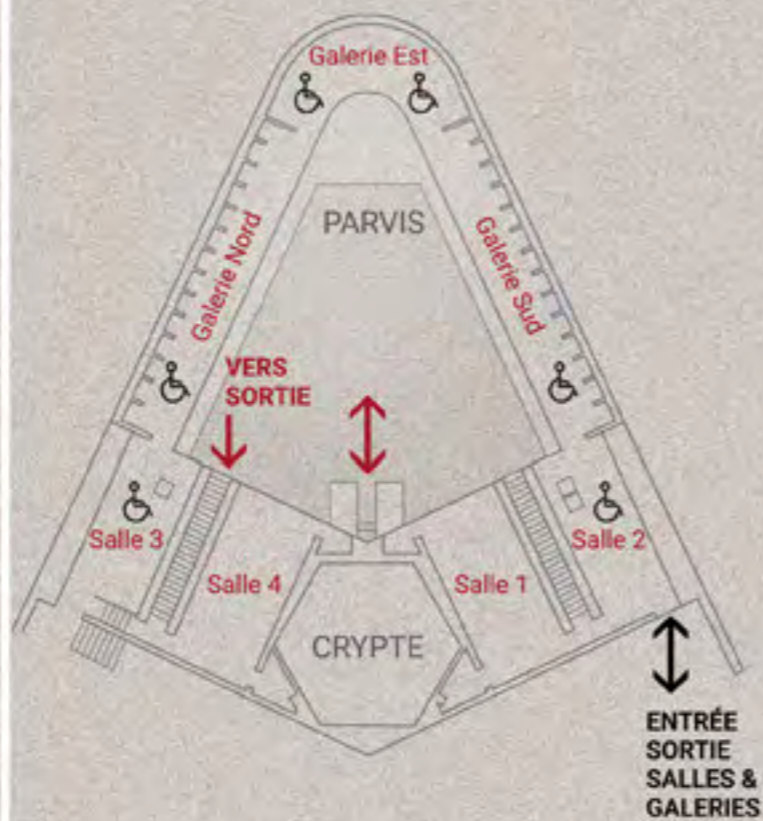 Galerie Est
PARVIS
Galerie Nord
Galerie Sud
VERS
SORTIE
Salle 3
Salle 2
Salle 4
Salle 1
CRYPTE
ENTRÉE
SORTIE
SALLES &
GALERIES